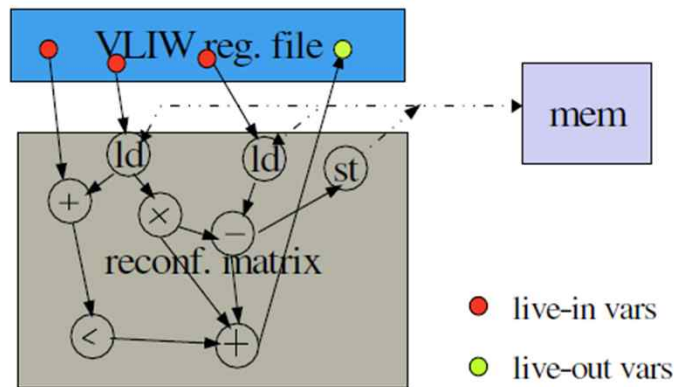 VLIW reg. file
mem
ld
ld
st
+
×
−
reconf. matrix
<
+
live-in vars
live-out vars